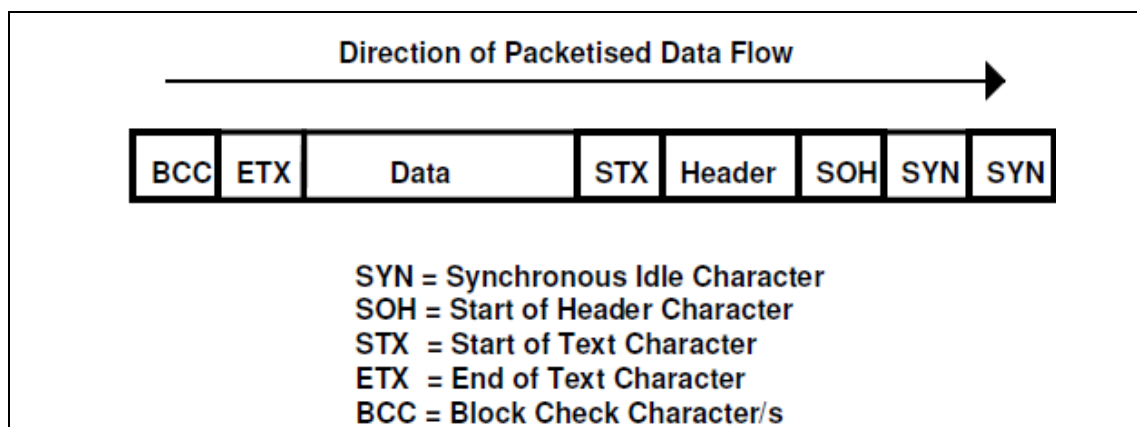 Direction of Packetised Data Flow
BCC ETX Data STX Header SOH SYN SYN
SYN = Synchronous Idle Character
SOH = Start of Header Character
STX = Start of Text Character
ETX = End of Text Character
BCC = Block Check Character/s